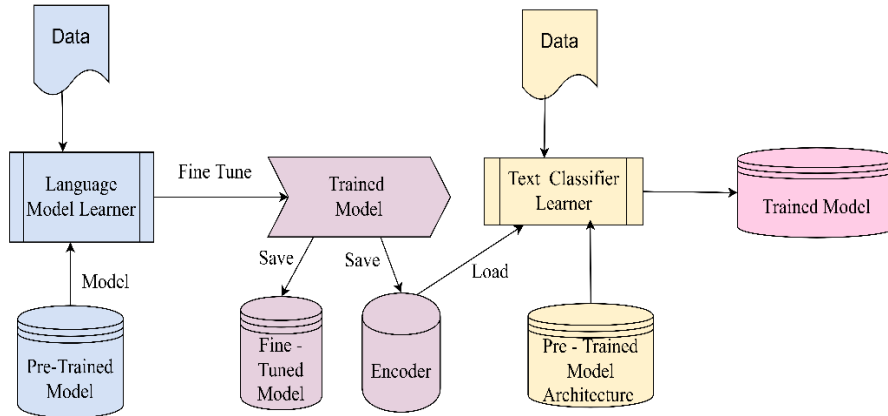 Data
Data
Language
Model Learner
Fine Tune
Trained
Model
Text Classifier
Learner
Trained Model
Save
Save
Load
Model
Pre-Trained
Model
Fine -
Tuned
Model
Encoder
Pre - Trained
Model
Architecture